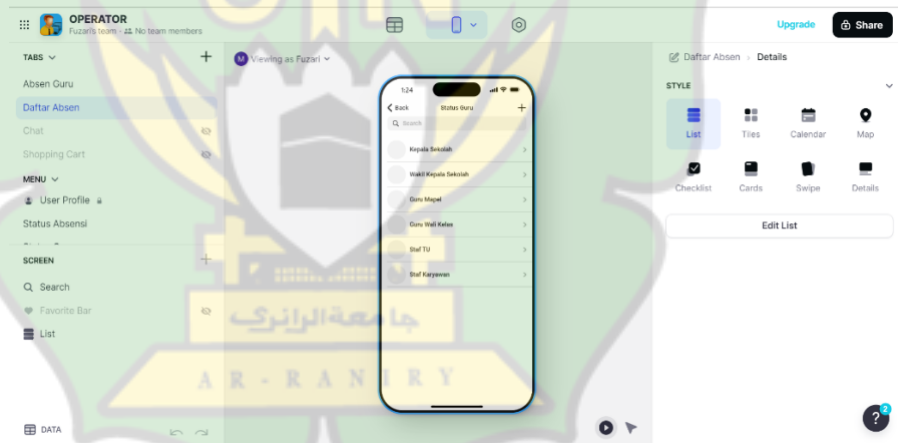 OPERATOR
Fuzari's team - No team members
Upgrade
Share
TABS
Absen Guru
Daftar Absen
Chat
Shopping Cart
MENU
User Profile
Status Absensi
SCREEN
Search
Favorite Bar
List
DATA
M Viewing as Fuzari
1:24
Back
Status Guru
Search
Kepala Sekolah
Wakil Kepala Sekolah
Guru Mapel
Guru Wali Kelas
Staf TU
Staf Karyawan
جامعةالرانري
AR-RANIRY
Daftar Absen > Details
STYLE
List Tiles Calendar Map
Checklist Cards Swipe Details
Edit List
? 2